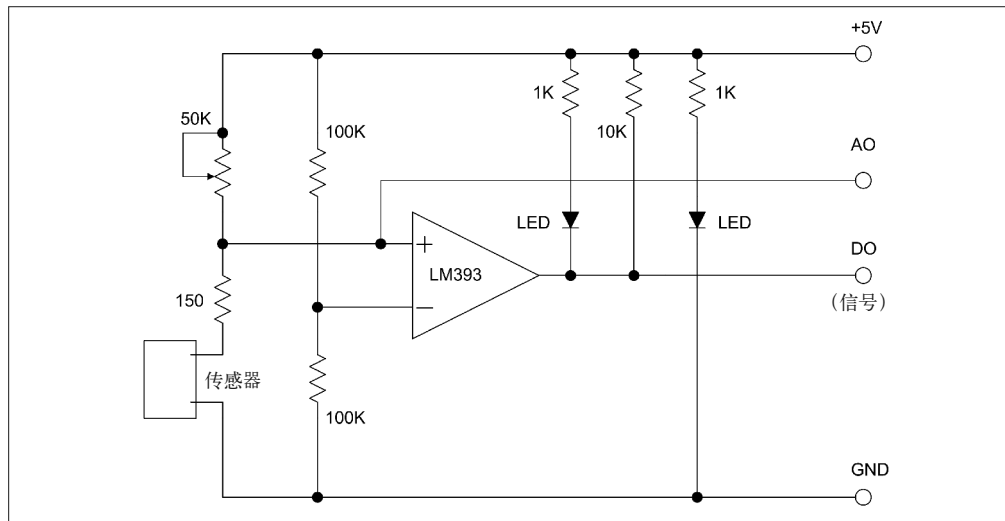 +5V
50K
100K
1K
10K
1K
AO
LED
LED
+
LM393
−
DO
(信号)
150
传感器
100K
GND